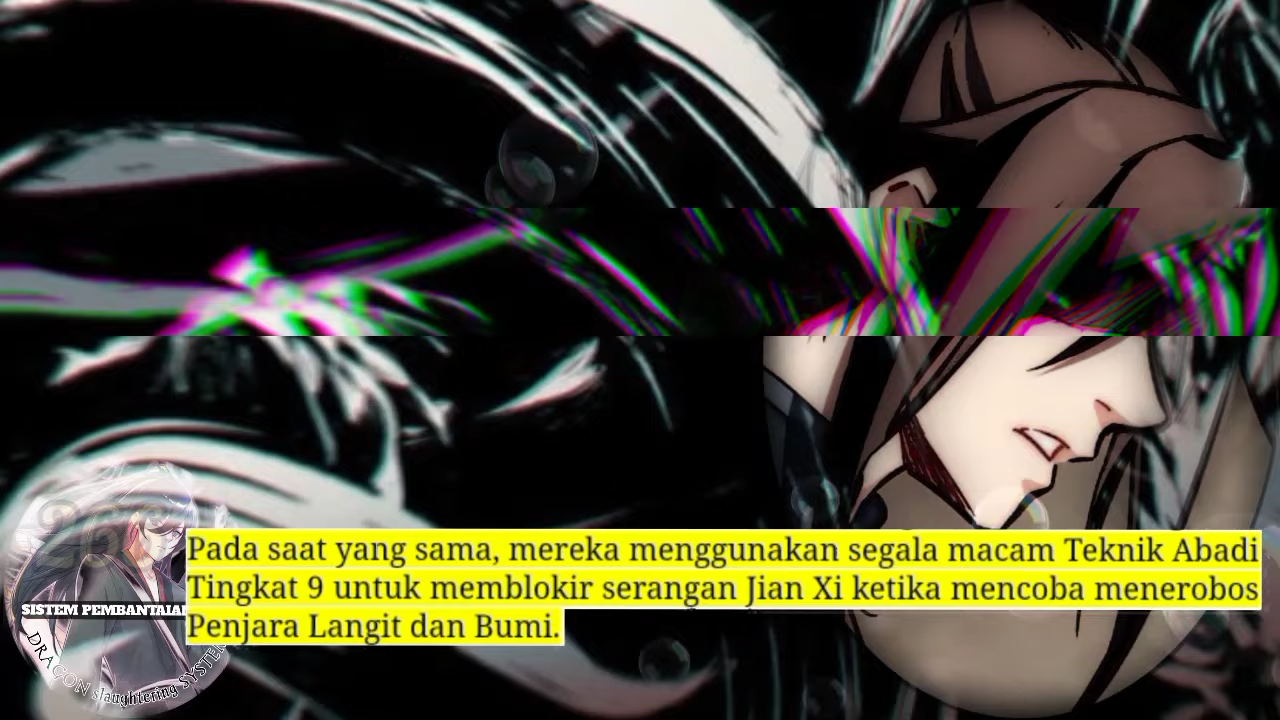 Pada saat yang sama, mereka menggunakan segala macam Teknik Abadi
Tingkat 9 untuk memblokir serangan Jian Xi ketika mencoba menerobos
Penjara Langit dan Bumi.
SISTEM PEMBANTAIAN
DRAGON slaughtering SYSTEM